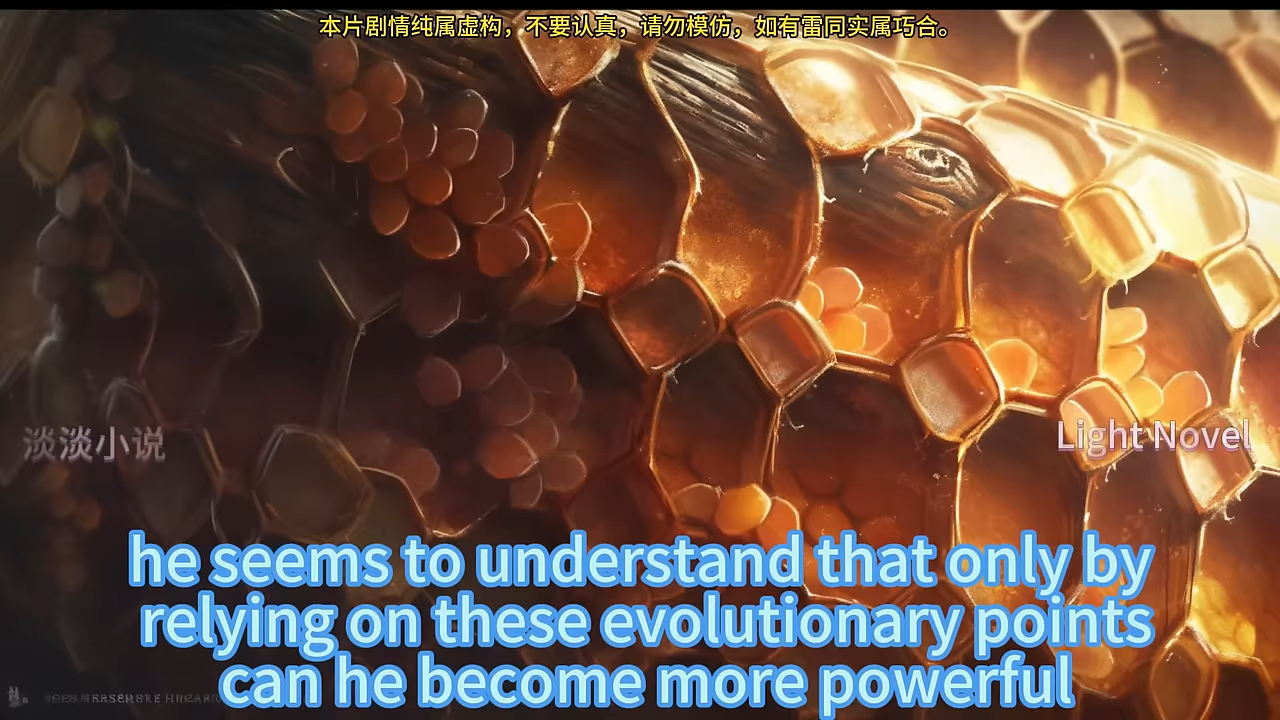 本片剧情纯属虚构，不要认真，请勿模仿，如有雷同实属巧合。
淡淡小说
Light Novel
he seems to understand that only by
relying on these evolutionary points
can he become more powerful